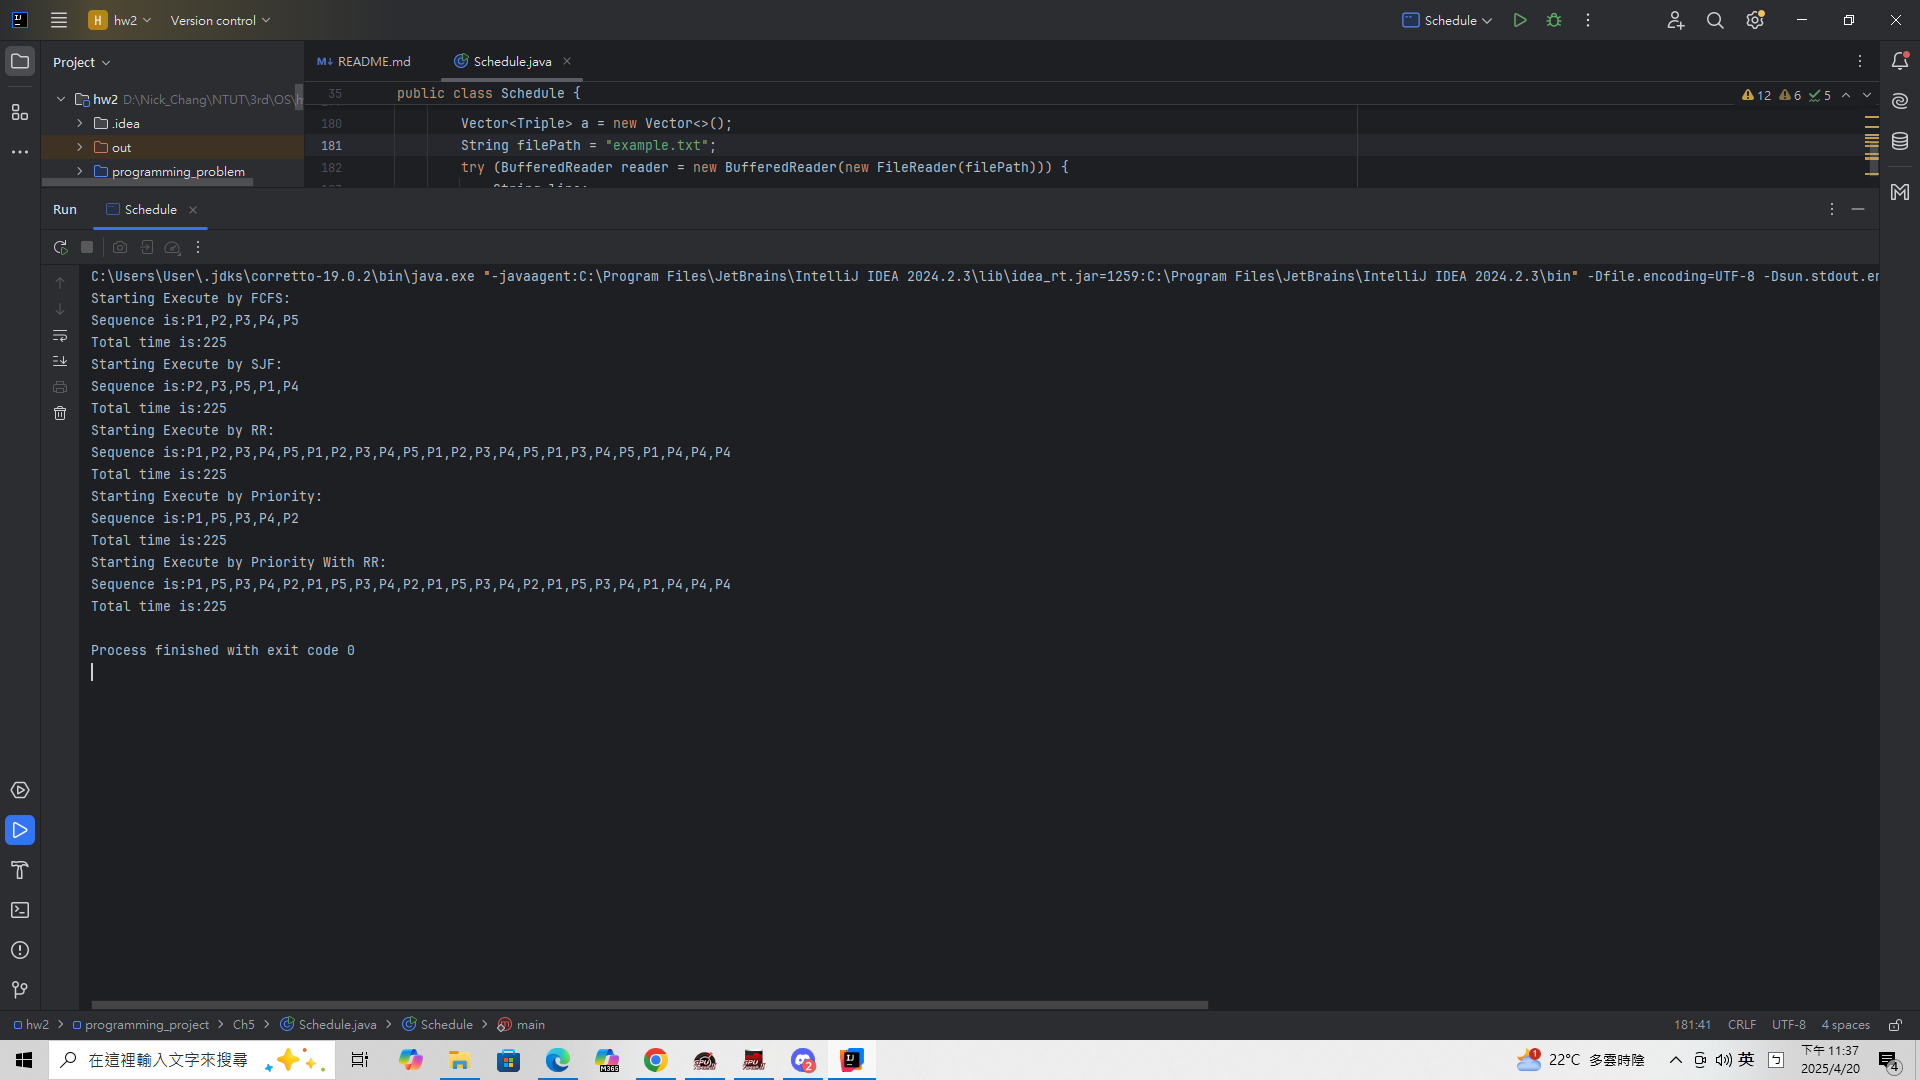 H hw2 Version control Schedule
Project
README.md Schedule.java
hw2 D:\Nick_Chang\NTUT\3rd\OS\h
.idea
out
programming_problem
35 public class Schedule {
12 6 5
180 Vector<Triple> a = new Vector<>();
181 String filePath = "example.txt";
182 try (BufferedReader reader = new BufferedReader(new FileReader(filePath))) {
Run Schedule
C:\Users\User\.jdks\corretto-19.0.2\bin\java.exe "-javaagent:C:\Program Files\JetBrains\IntelliJ IDEA 2024.2.3\lib\idea_rt.jar=1259:C:\Program Files\JetBrains\IntelliJ IDEA 2024.2.3\bin" -Dfile.encoding=UTF-8 -Dsun.stdout.en
Starting Execute by FCFS:
Sequence is:P1,P2,P3,P4,P5
Total time is:225
Starting Execute by SJF:
Sequence is:P2,P3,P5,P1,P4
Total time is:225
Starting Execute by RR:
Sequence is:P1,P2,P3,P4,P5,P1,P2,P3,P4,P5,P1,P2,P3,P4,P5,P1,P3,P4,P5,P1,P4,P4,P4
Total time is:225
Starting Execute by Priority:
Sequence is:P1,P5,P3,P4,P2
Total time is:225
Starting Execute by Priority With RR:
Sequence is:P1,P5,P3,P4,P2,P1,P5,P3,P4,P2,P1,P5,P3,P4,P2,P1,P5,P3,P4,P1,P4,P4,P4
Total time is:225
Process finished with exit code 0
hw2 programming_project Ch5 Schedule.java Schedule main
181:41 CRLF UTF-8 4 spaces
在這裡輸入文字來搜尋
22°C 多雲時陰
英
下午 11:37
2025/4/20
4